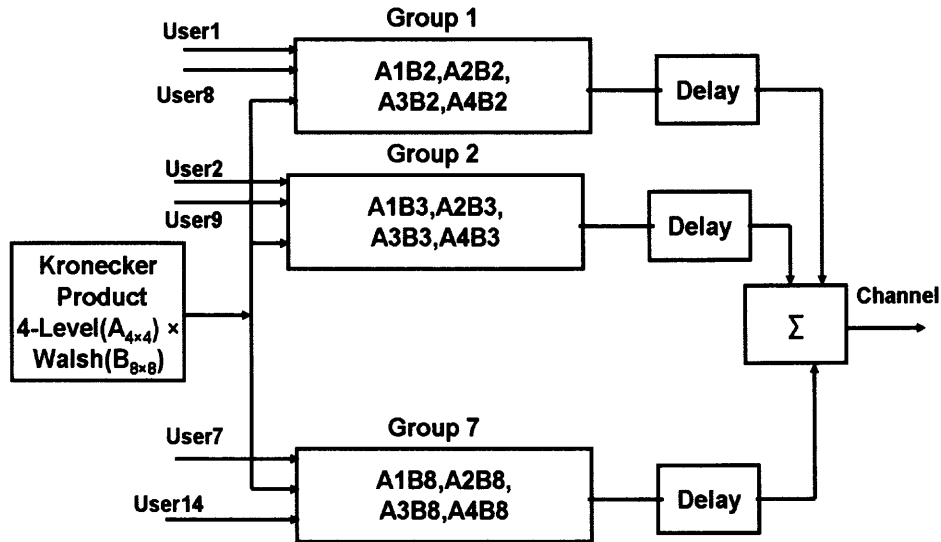 Group 1
User1
A1B2,A2B2,
A3B2,A4B2
Delay
User8
Group 2
User2
A1B3,A2B3,
A3B3,A4B3
Delay
User9
Kronecker
Product
4-Level(A4×4) ×
Walsh(B8×8)
Channel
Σ
Group 7
User7
A1B8,A2B8,
A3B8,A4B8
Delay
User14